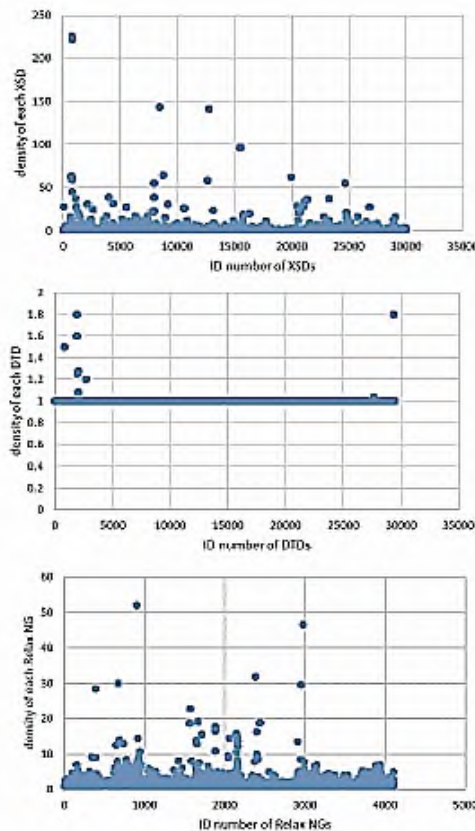 density of each XSD
250
200
150
100
50
0
0 5000 10000 15000 20000 25000 30000 35000
ID number of XSDs
density of each DTD
2
1.8
1.6
1.4
1.2
1
0.8
0.6
0.4
0.2
0
0 5000 10000 15000 20000 25000 30000 35000
ID number of DTDs
density of each Relax NG
60
50
40
30
20
10
0
0 1000 2000 3000 4000 5000
ID number of Relax NGs